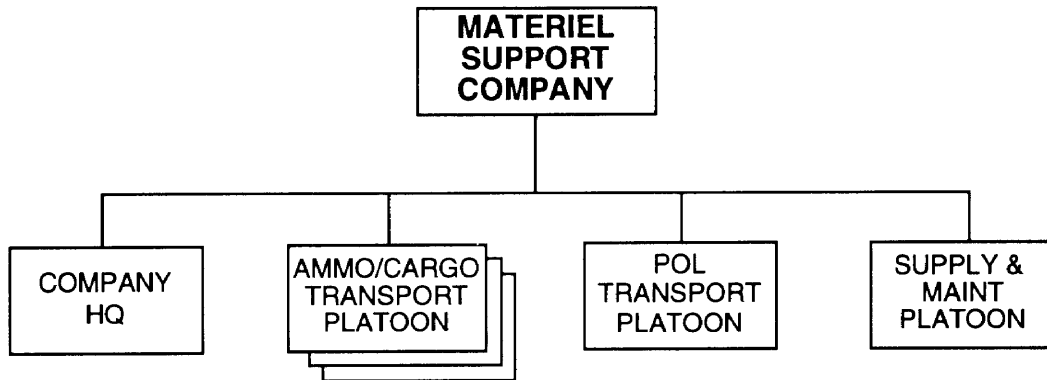 MATERIEL
SUPPORT
COMPANY
COMPANY
HQ
AMMO/CARGO
TRANSPORT
PLATOON
POL
TRANSPORT
PLATOON
SUPPLY &
MAINT
PLATOON